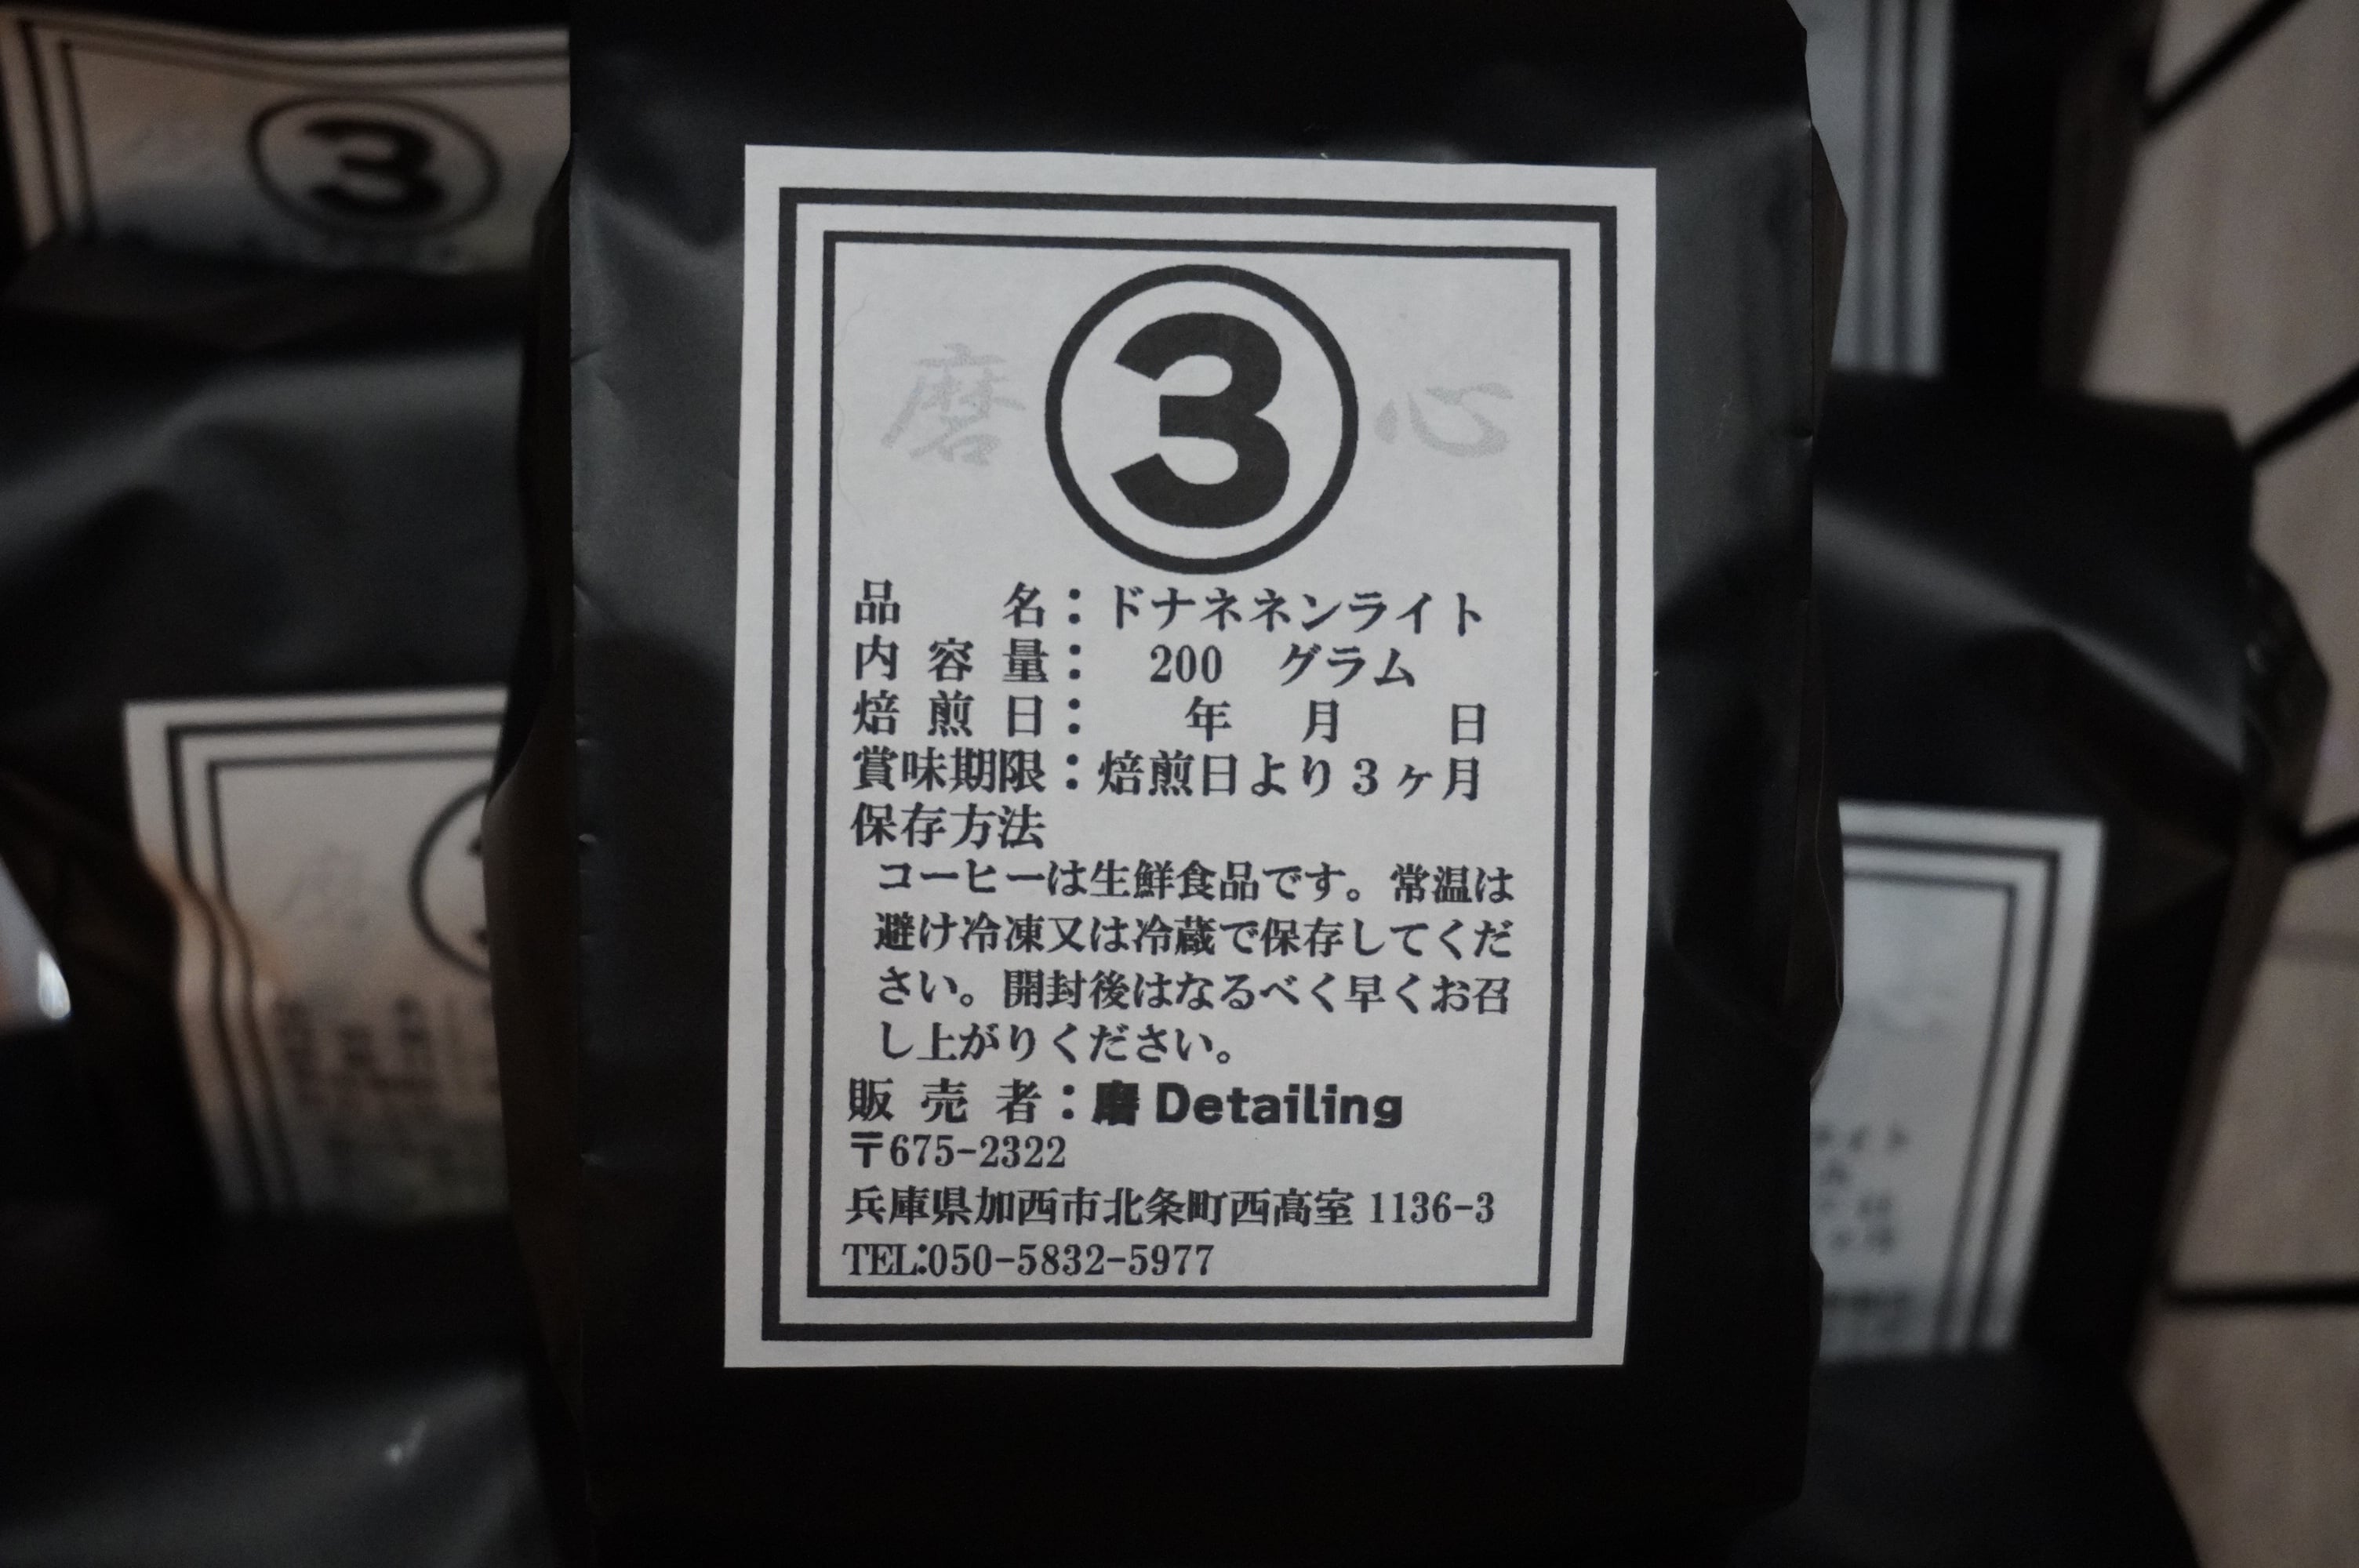 磨 ③ 心
品　　名：ドナネネンライト
内 容 量：　200　グラム
焙 煎 日：　　年　　月　　日
賞味期限：焙煎日より3ヶ月
保存方法
コーヒーは生鮮食品です。常温は
避け冷凍又は冷蔵で保存してくだ
さい。開封後はなるべく早くお召
し上がりください。
販 売 者：磨 Detailing
〒675-2322
兵庫県加西市北条町西高室 1136-3
TEL:050-5832-5977
③